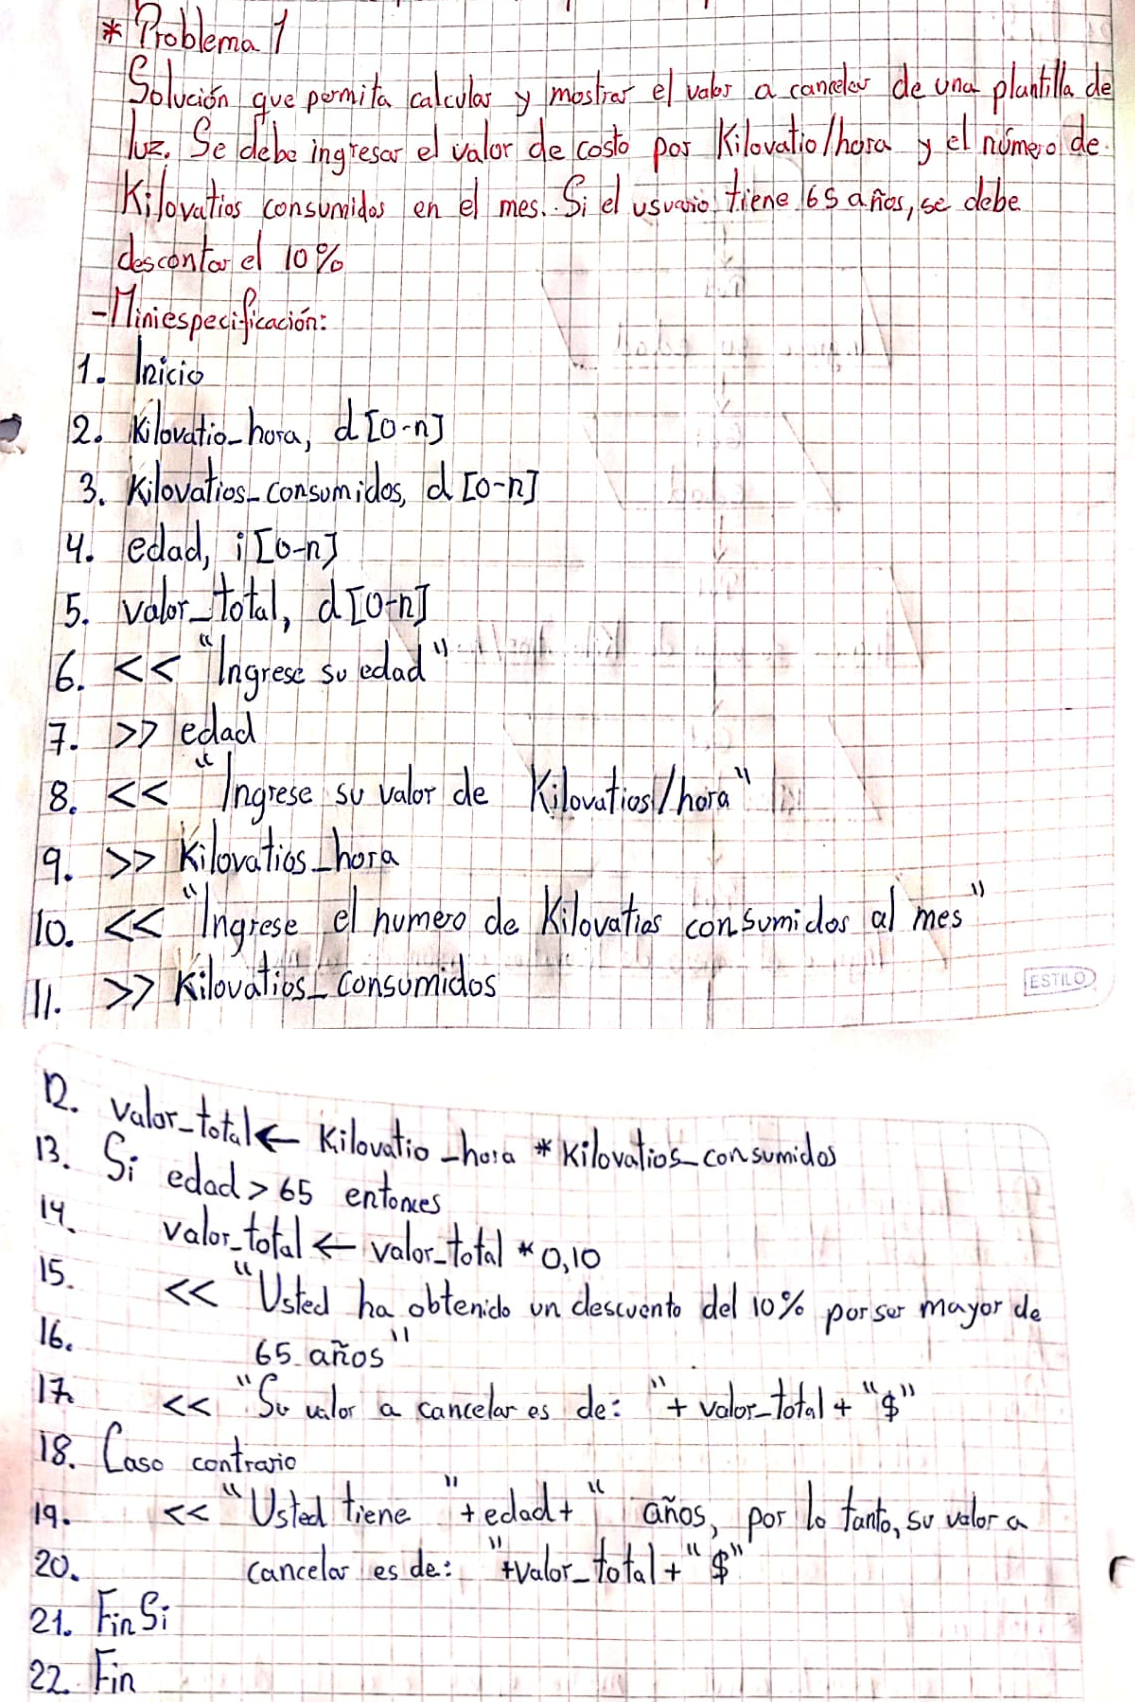 * Problema 1
Solución que permita calcular y mostrar el valor a cancelar de una plantilla de
luz. Se debe ingresar el valor de costo por Kilovatio/hora y el número de
Kilovatios consumidos en el mes. Si el usuario tiene 65 años, se debe
descontar el 10%
- Miniespecificación:
1. Inicio
2. Kilovatio_hora, d [0-n]
3. Kilovatios_consumidos, d [0-n]
4. edad, i [0-n]
5. valor_total, d [0-n]
6. << "Ingrese su edad"
7. >> edad
8. << "Ingrese su valor de Kilovatios/hora"
9. >> Kilovatios_hora
10. << "Ingrese el numero de Kilovatios consumidos al mes"
11. >> Kilovatios_consumidos
ESTILO
12. valor_total ← Kilovatio_hora * Kilovatios_consumidos
13. Si edad > 65 entonces
14. valor_total ← valor_total * 0,10
15. << "Usted ha obtenido un descuento del 10% por ser mayor de
16. 65 años"
17. << "Su valor a cancelar es de: "+ valor_total + "$"
18. Caso contrario
19. << "Usted tiene "+edad+" años, por lo tanto, su valor a
20. cancelar es de: "+valor_total+"$"
21. Fin Si
22. Fin